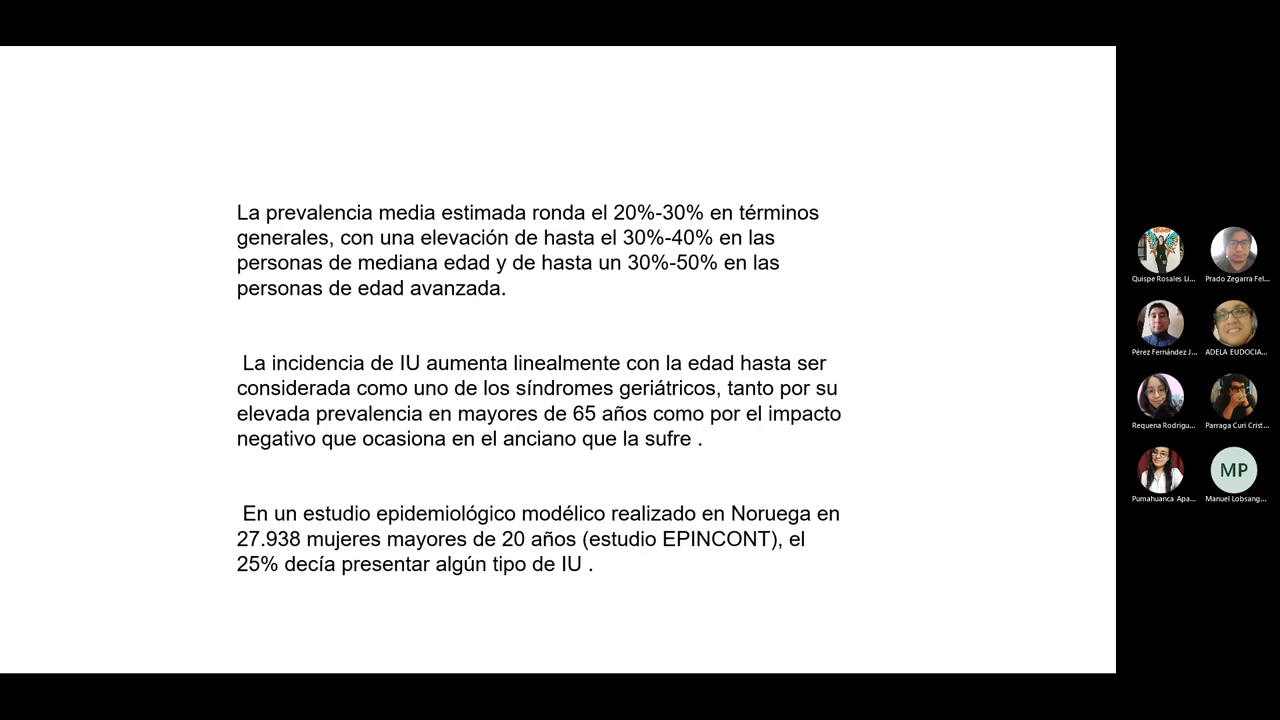 La prevalencia media estimada ronda el 20%-30% en términos
generales, con una elevación de hasta el 30%-40% en las
personas de mediana edad y de hasta un 30%-50% en las
personas de edad avanzada.
La incidencia de IU aumenta linealmente con la edad hasta ser
considerada como uno de los síndromes geriátricos, tanto por su
elevada prevalencia en mayores de 65 años como por el impacto
negativo que ocasiona en el anciano que la sufre .
En un estudio epidemiológico modélico realizado en Noruega en
27.938 mujeres mayores de 20 años (estudio EPINCONT), el
25% decía presentar algún tipo de IU .
Quispe Rosales Li...
Prado Zegarra Fel...
Pérez Fernández J...
ADELA EUDOCIA...
Requena Rodrigu...
Parraga Curi Crist...
Pumahuanca Apa...
MP
Manuel Lobsang...